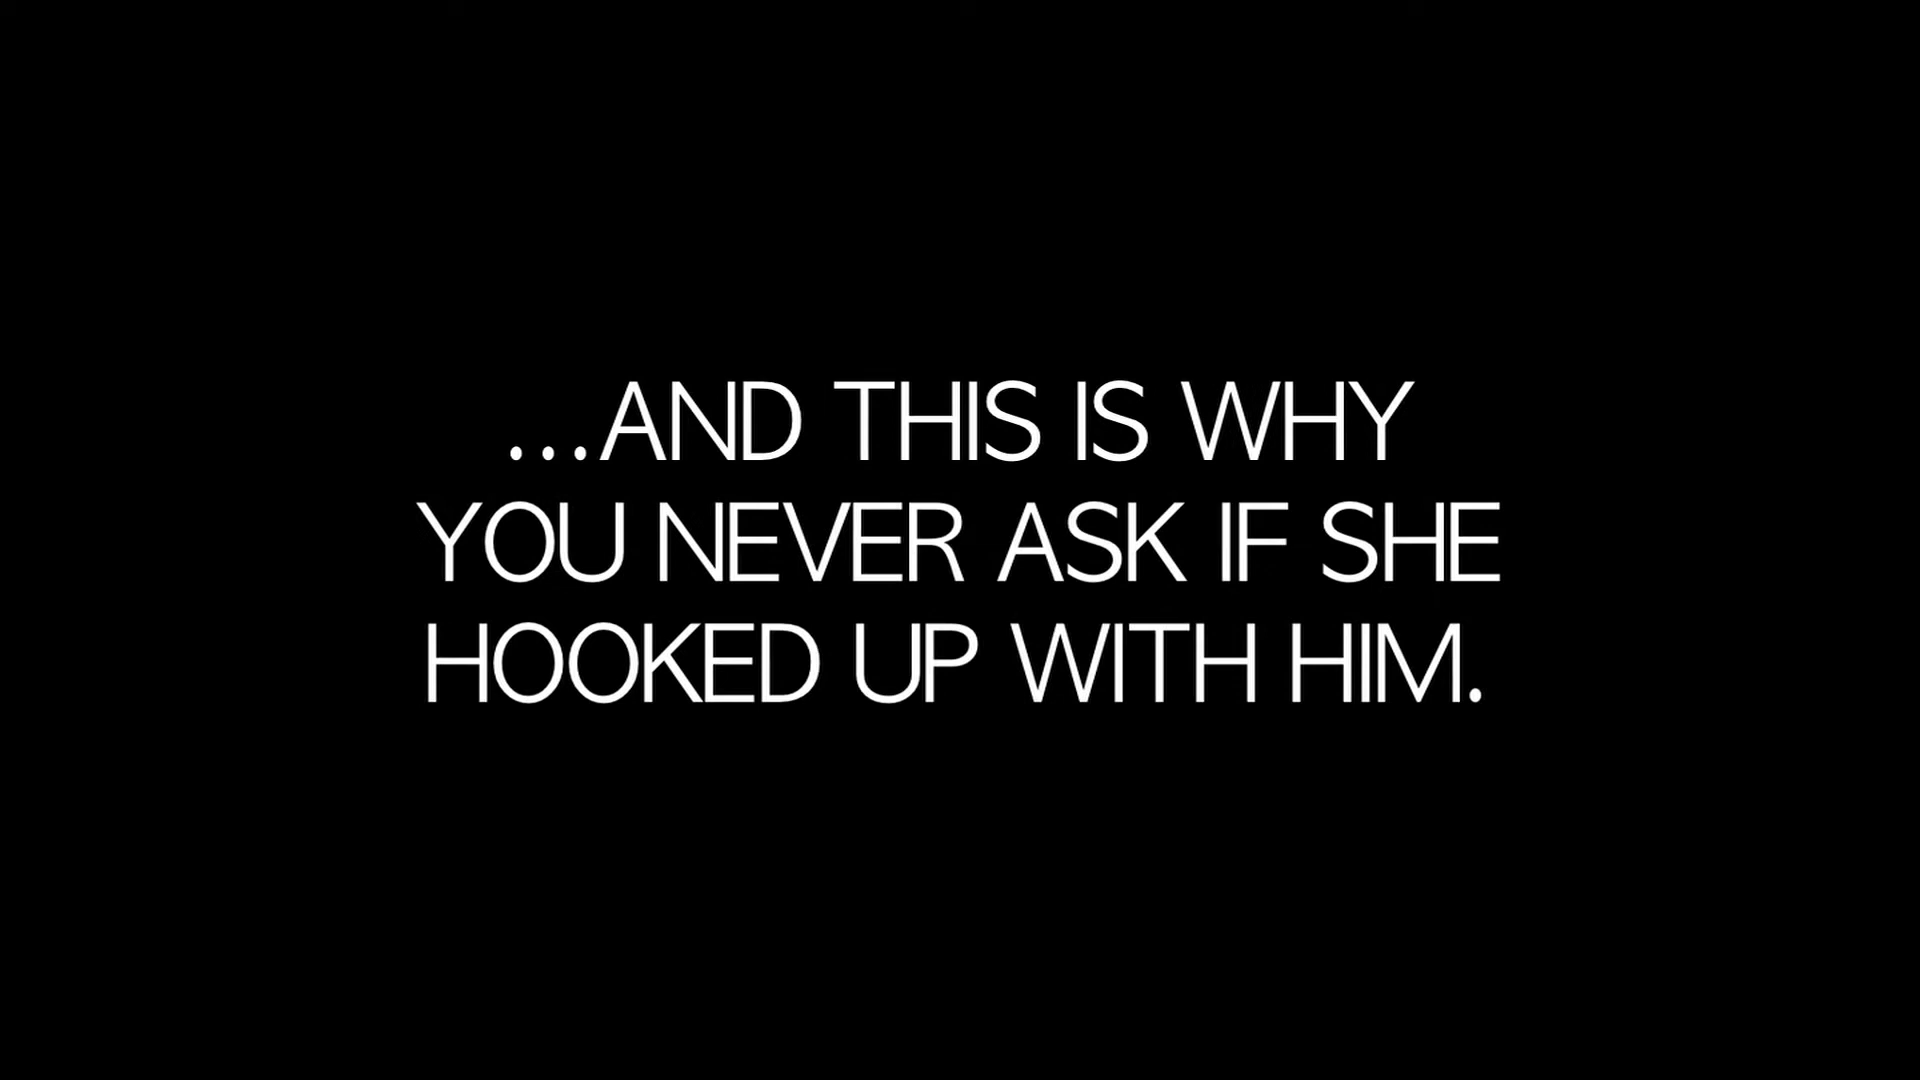 ...AND THIS IS WHY
YOU NEVER ASK IF SHE
HOOKED UP WITH HIM.